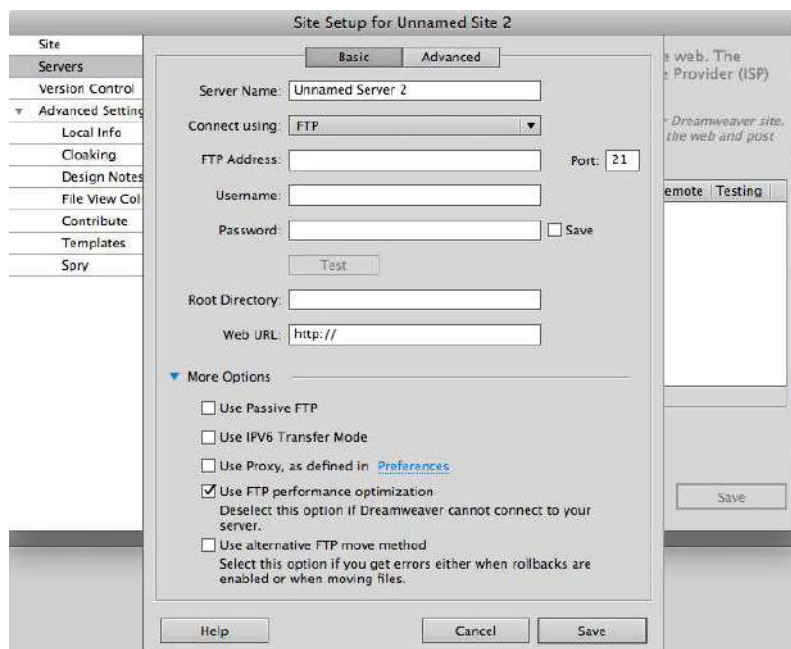 Site Setup for Unnamed Site 2
Site
Servers
Version Control
Advanced Setting
Local Info
Cloaking
Design Notes
File View Col
Contribute
Templates
Spry
Basic Advanced
Server Name: Unnamed Server 2
Connect using: FTP
FTP Address: Port: 21
Username:
Password: Save
Test
Root Directory:
Web URL: http://
More Options
Use Passive FTP
Use IPV6 Transfer Mode
Use Proxy, as defined in Preferences
Use FTP performance optimization
Deselect this option if Dreamweaver cannot connect to your
server.
Use alternative FTP move method
Select this option if you get errors either when rollbacks are
enabled or when moving files.
Help Cancel Save
e web. The
e Provider (ISP)
r Dreamweaver site.
the web and post
emote Testing
Save